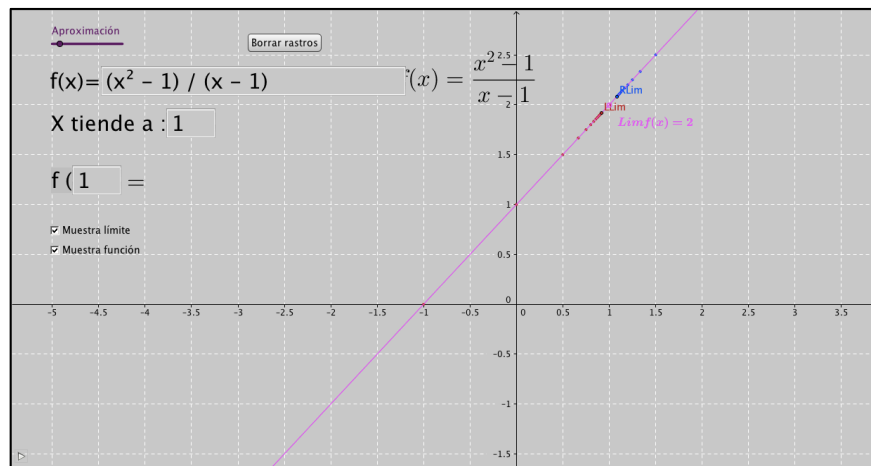 Aproximación
Borrar rastros
f(x)= (x² − 1) / (x − 1)
f(x) = x² − 1 / x − 1
X tiende a : 1
f ( 1 =
Muestra límite
Muestra función
RLim
LLim
Limf(x) = 2
2.5
2
1.5
1
0.5
0
-0.5
-1
-1.5
-5 -4.5 -4 -3.5 -3 -2.5 -2 -1.5 -1 -0.5 0 0.5 1 1.5 2 2.5 3 3.5